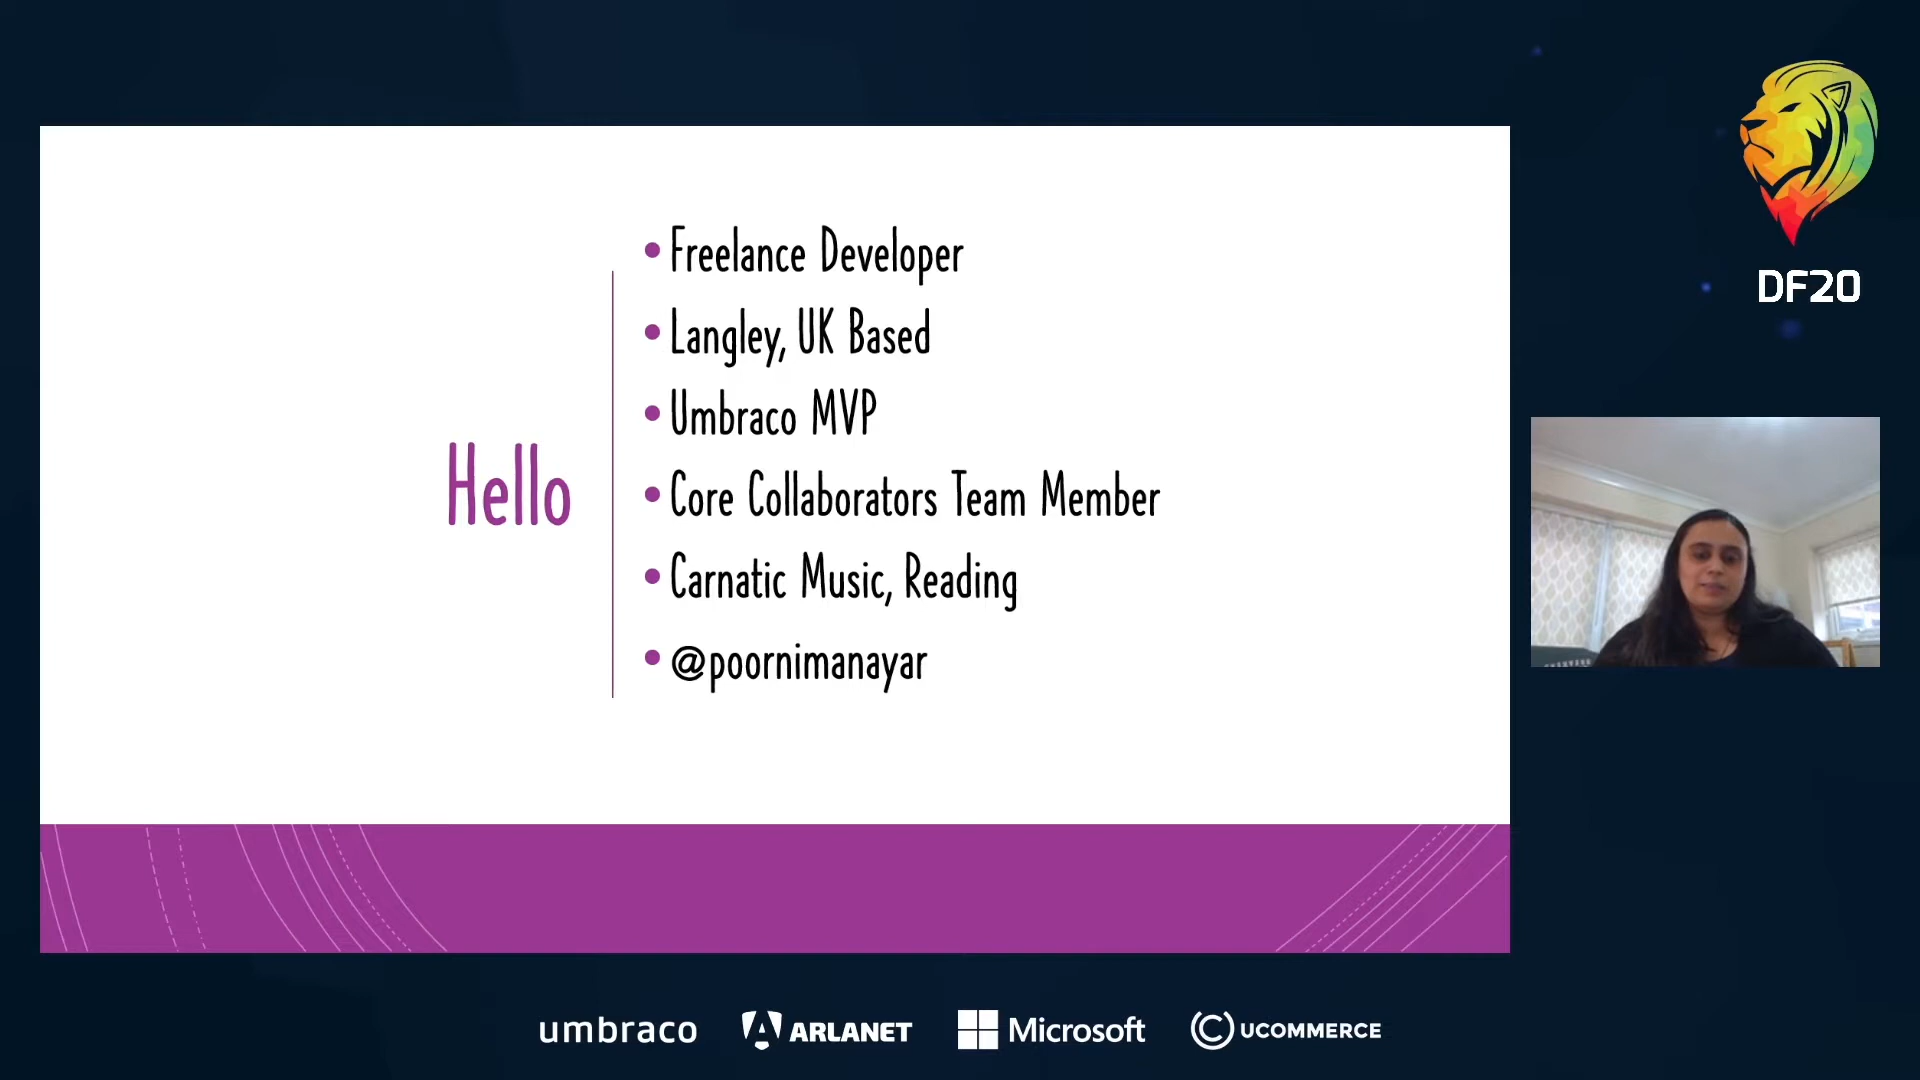 DF20
Hello
Freelance Developer
Langley, UK Based
Umbraco MVP
Core Collaborators Team Member
Carnatic Music, Reading
@poornimanayar
umbraco
ARLANET
Microsoft
UCOMMERCE